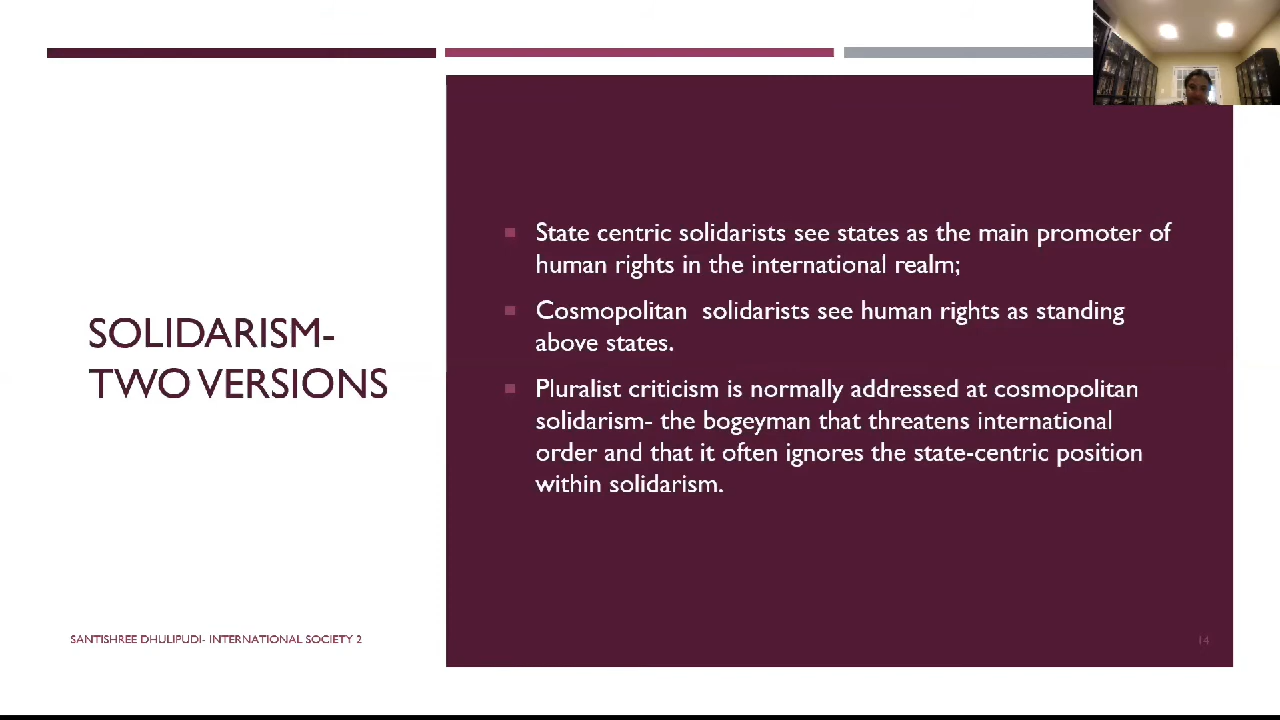 SOLIDARISM-
TWO VERSIONS
State centric solidarists see states as the main promoter of
human rights in the international realm;
Cosmopolitan solidarists see human rights as standing
above states.
Pluralist criticism is normally addressed at cosmopolitan
solidarism- the bogeyman that threatens international
order and that it often ignores the state-centric position
within solidarism.
SANTISHREE DHULIPUDI- INTERNATIONAL SOCIETY 2
14